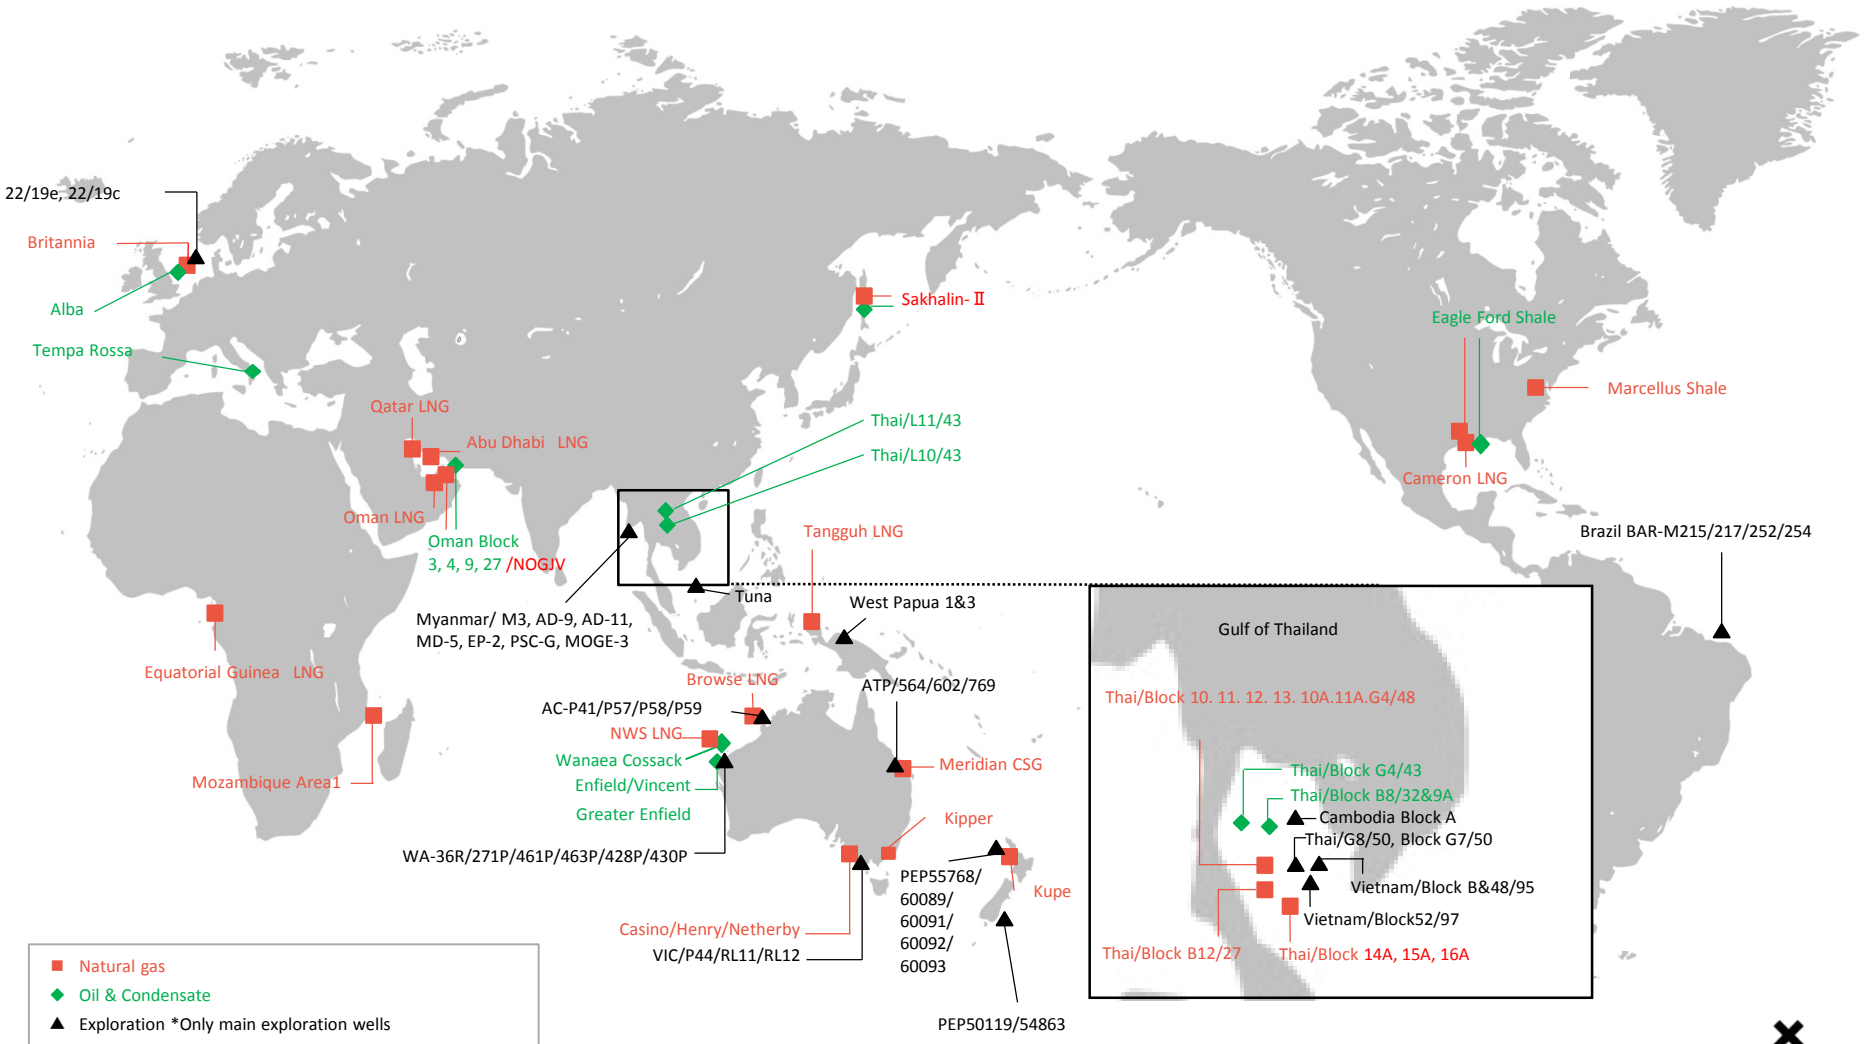 22/19e, 22/19c
Britannia
Alba
Tempa Rossa
Sakhalin-Ⅱ
Eagle Ford Shale
Marcellus Shale
Cameron LNG
Qatar LNG
Abu Dhabi LNG
Oman LNG
Oman Block
3, 4, 9, 27 /NOGJV
Thai/L11/43
Thai/L10/43
Tangguh LNG
Brazil BAR-M215/217/252/254
Tuna
West Papua 1&3
Myanmar/ M3, AD-9, AD-11,
MD-5, EP-2, PSC-G, MOGE-3
Equatorial Guinea LNG
Mozambique Area1
Browse LNG
ATP/564/602/769
AC-P41/P57/P58/P59
NWS LNG
Wanaea Cossack
Enfield/Vincent
Greater Enfield
Meridian CSG
Kipper
WA-36R/271P/461P/463P/428P/430P
PEP55768/
60089/
60091/
60092/
60093
Kupe
Casino/Henry/Netherby
VIC/P44/RL11/RL12
PEP50119/54863
Gulf of Thailand
Thai/Block 10. 11. 12. 13. 10A.11A.G4/48
Thai/Block G4/43
Thai/Block B8/32&9A
Cambodia Block A
Thai/G8/50, Block G7/50
Vietnam/Block B&48/95
Vietnam/Block52/97
Thai/Block B12/27
Thai/Block 14A, 15A, 16A
Natural gas
Oil & Condensate
Exploration *Only main exploration wells